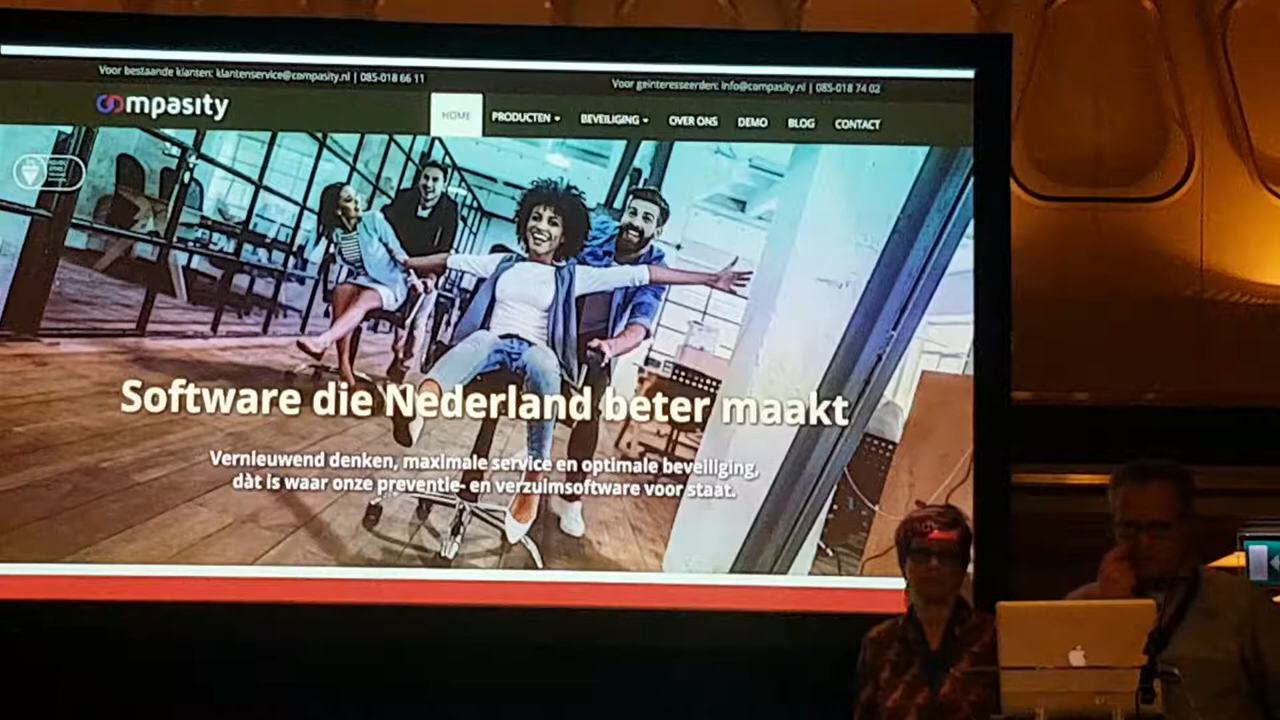 Voor bestaande klanten: klantenservice@compasity.nl | 085-018 66 11
Voor geïnteresseerden: info@compasity.nl | 085-018 74 02
compasity
HOME PRODUCTEN BEVEILIGING OVER ONS DEMO BLOG CONTACT
Software die Nederland beter maakt
Vernieuwend denken, maximale service en optimale beveiliging,
dàt is waar onze preventie- en verzuimsoftware voor staat.